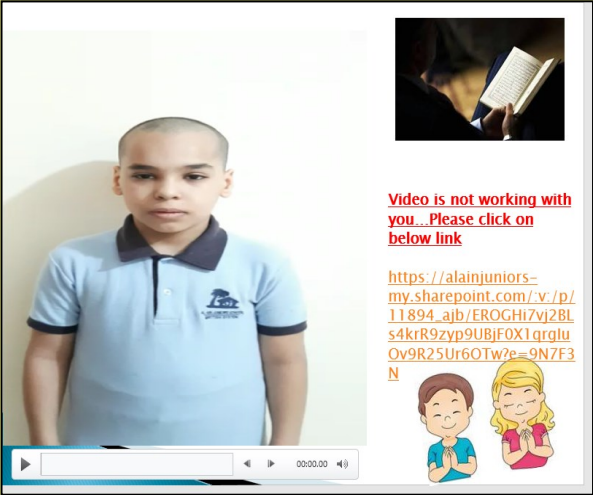 Video is not working with
you...Please click on
below link
https://alainjuniors-
my.sharepoint.com/:v:/p/
11894_ajb/EROGHi7vj2BL
s4krR9zyp9UBjF0X1qrgIu
Ov9R25Ur6OTw?e=9N7F3
N
00:00.00